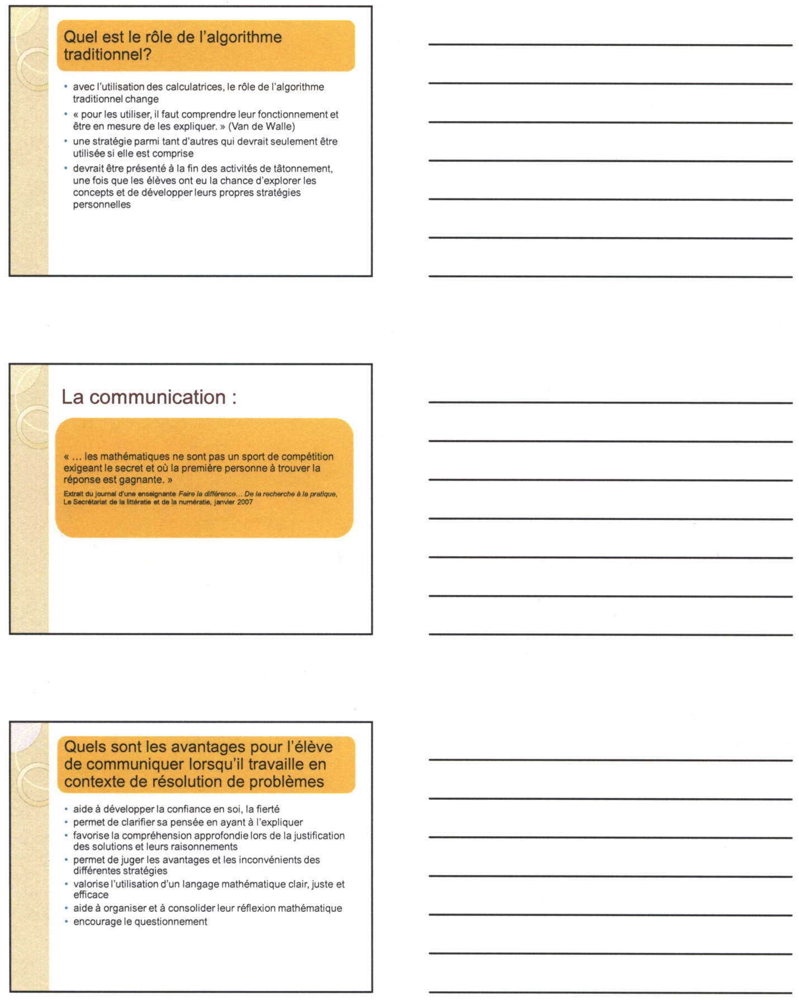 Quel est le rôle de l'algorithme
traditionnel?
• avec l'utilisation des calculatrices, le rôle de l'algorithme
traditionnel change
• « pour les utiliser, il faut comprendre leur fonctionnement et
être en mesure de les expliquer. » (Van de Walle)
• une stratégie parmi tant d'autres qui devrait seulement être
utilisée si elle est comprise
• devrait être présenté à la fin des activités de tâtonnement,
une fois que les élèves ont eu la chance d'explorer les
concepts et de développer leurs propres stratégies
personnelles
La communication :
« … les mathématiques ne sont pas un sport de compétition
exigeant le secret et où la première personne à trouver la
réponse est gagnante. »
Extrait du journal d'une enseignante Faire la différence… De la recherche à la pratique,
Le Secrétariat de la littératie et de la numératie, janvier 2007
Quels sont les avantages pour l'élève
de communiquer lorsqu'il travaille en
contexte de résolution de problèmes
• aide à développer la confiance en soi, la fierté
• permet de clarifier sa pensée en ayant à l'expliquer
• favorise la compréhension approfondie lors de la justification
des solutions et leurs raisonnements
• permet de juger les avantages et les inconvénients des
différentes stratégies
• valorise l'utilisation d'un langage mathématique clair, juste et
efficace
• aide à organiser et à consolider leur réflexion mathématique
• encourage le questionnement